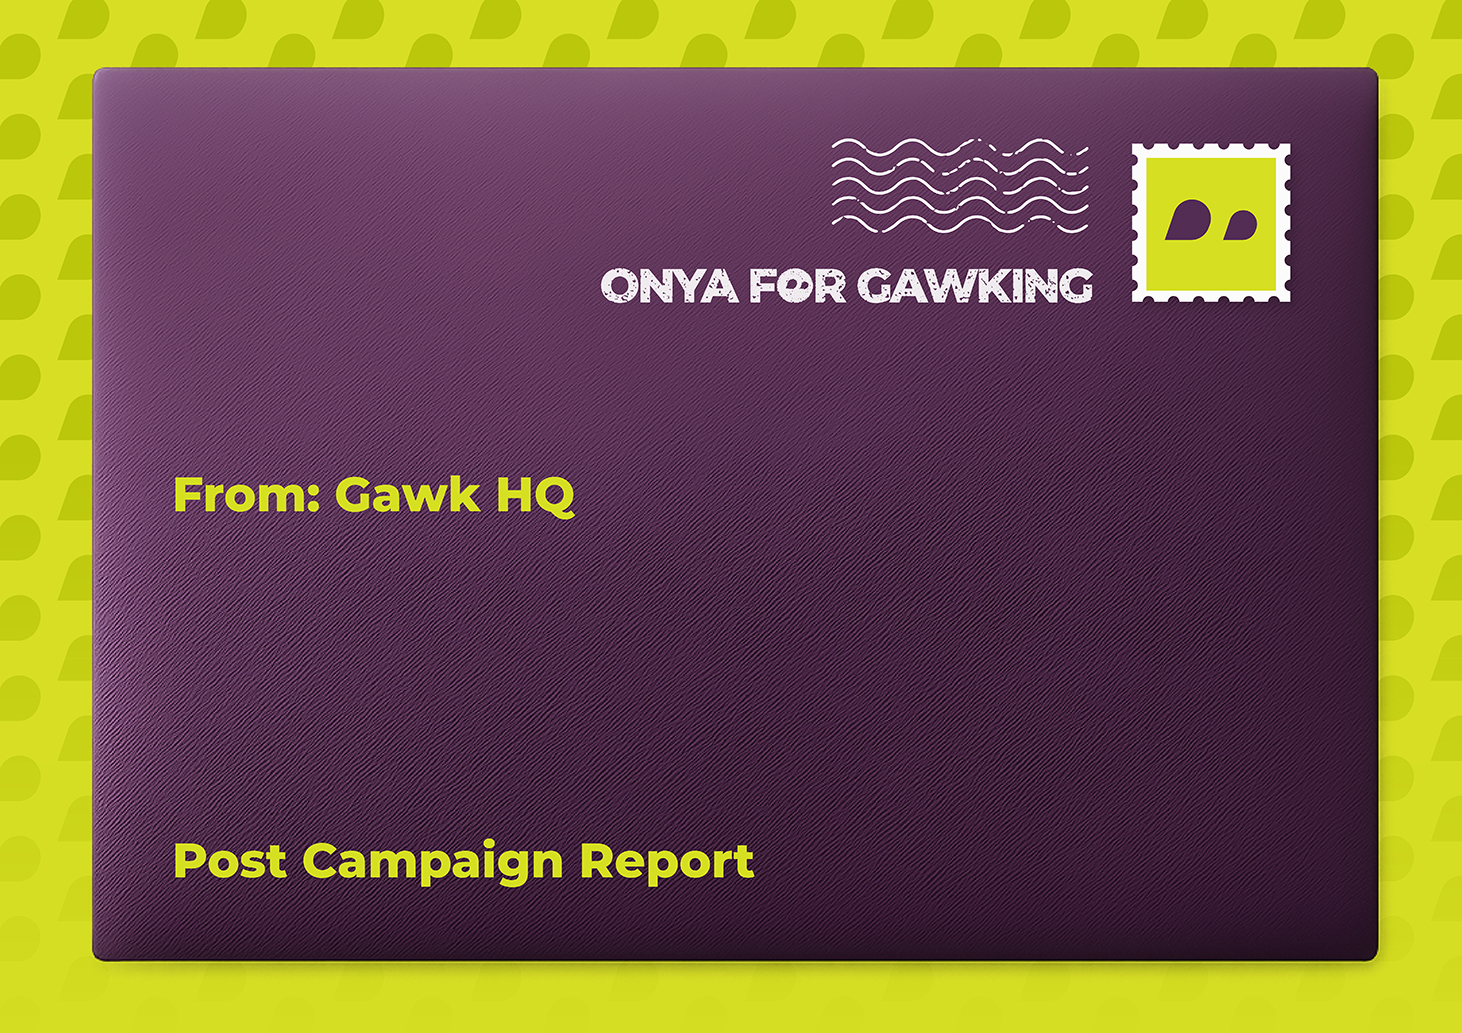 ONYA FOR GAWKING
From: Gawk HQ
Post Campaign Report